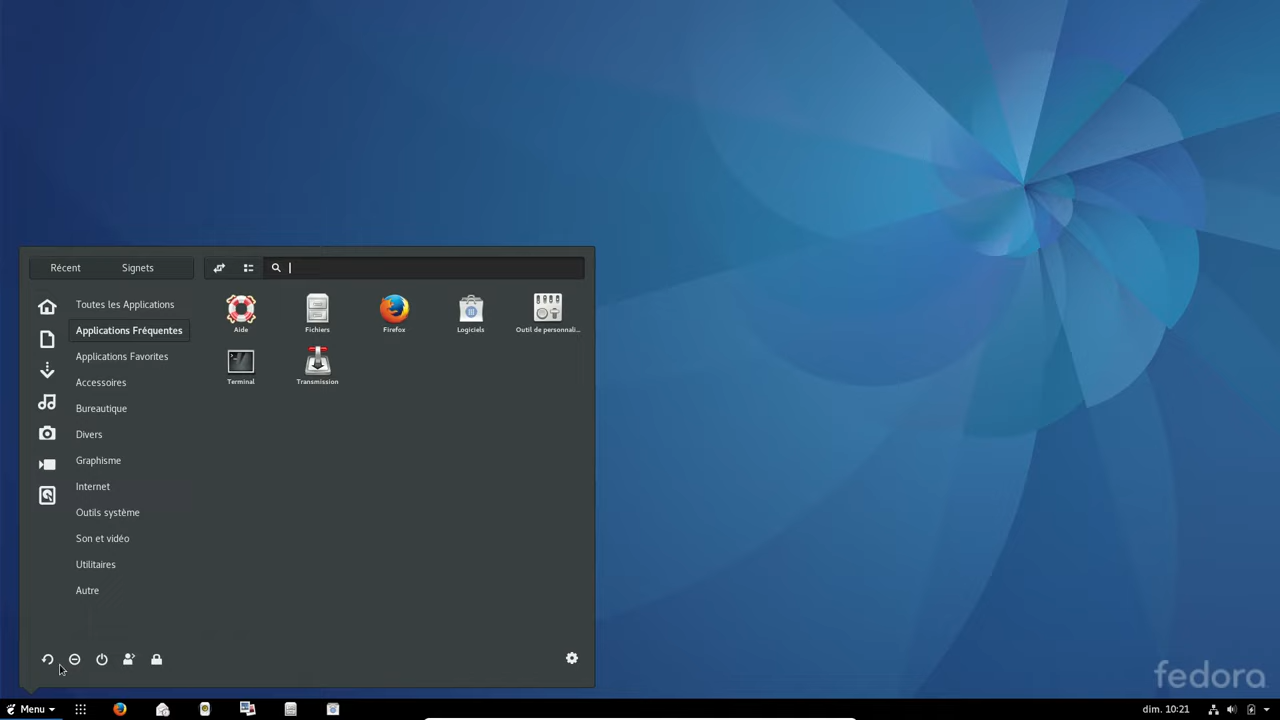 Récent Signets
Toutes les Applications
Applications Fréquentes
Applications Favorites
Accessoires
Bureautique
Divers
Graphisme
Internet
Outils système
Son et vidéo
Utilitaires
Autre
Aide Fichiers Firefox Logiciels Outil de personnali...
Terminal Transmission
fedora
Menu dim. 10:21